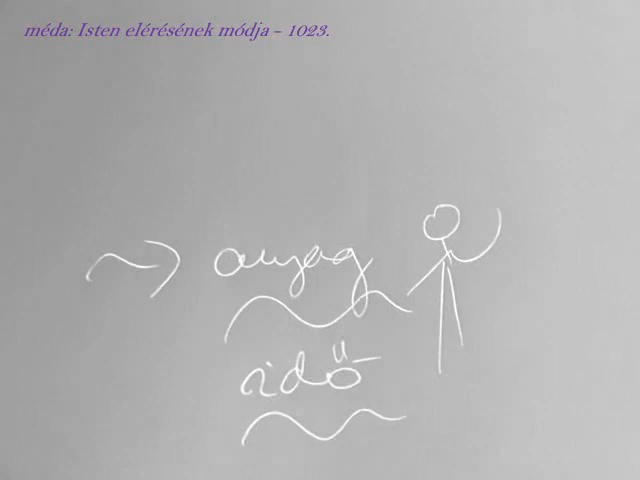 méda: Isten elérésének módja – 1023.
anyag
idő